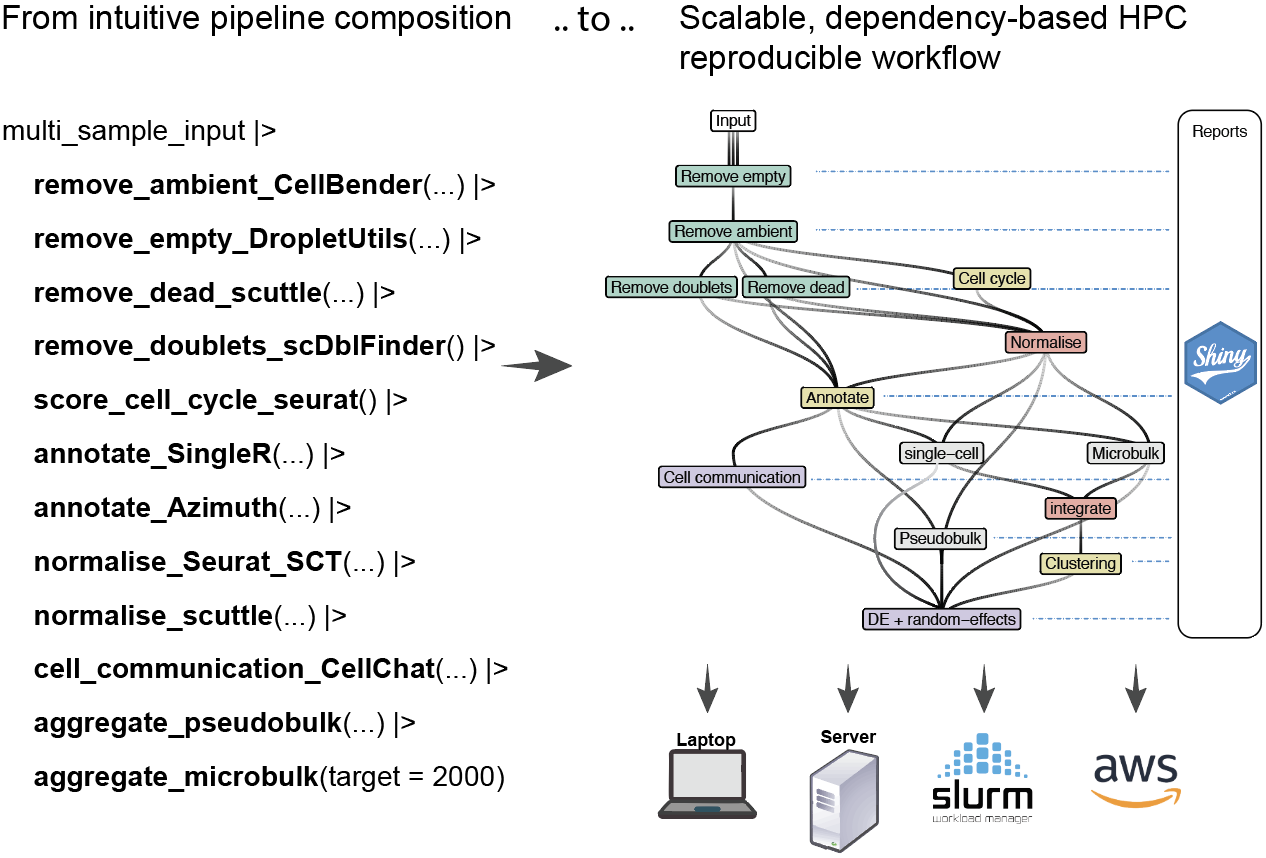 From intuitive pipeline composition
.. to ..
Scalable, dependency-based HPC
reproducible workflow
multi_sample_input |>
remove_ambient_CellBender(...) |>
remove_empty_DropletUtils(...) |>
remove_dead_scuttle(...) |>
remove_doublets_scDblFinder() |>
score_cell_cycle_seurat() |>
annotate_SingleR(...) |>
annotate_Azimuth(...) |>
normalise_Seurat_SCT(...) |>
normalise_scuttle(...) |>
cell_communication_CellChat(...) |>
aggregate_pseudobulk(...) |>
aggregate_microbulk(target = 2000)
Input
Remove empty
Remove ambient
Remove doublets
Remove dead
Cell cycle
Normalise
Annotate
single−cell
Microbulk
Cell communication
integrate
Pseudobulk
Clustering
DE + random−effects
Reports
Shiny
Laptop
Server
slurm
workload manager
aws